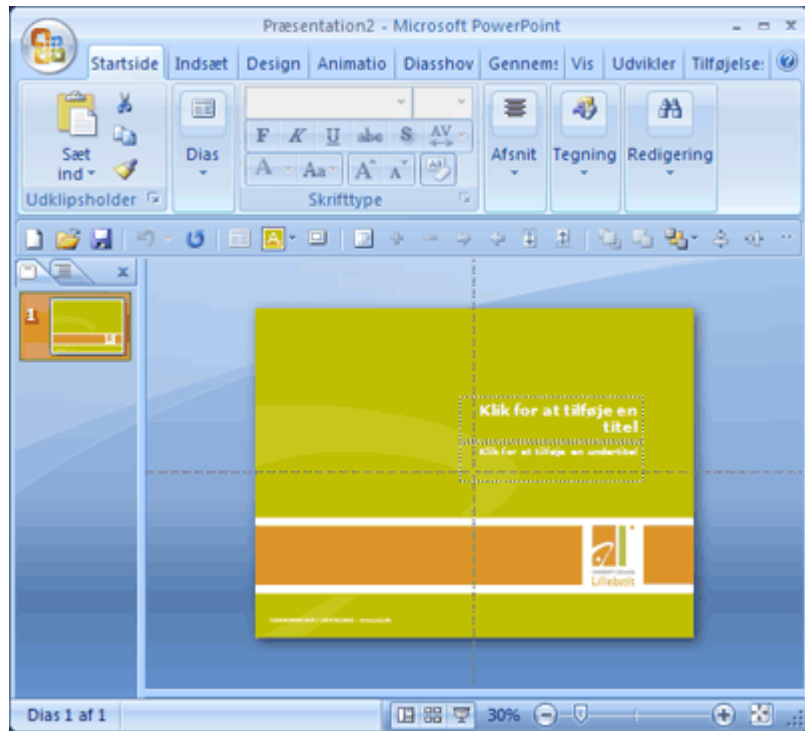 Præsentation2 - Microsoft PowerPoint
Startside Indsæt Design Animatio Diasshov Gennem: Vis Udvikler Tilføjelse:
Sæt
ind
Dias
F K U abc S AV
A Aa A A
Afsnit Tegning Redigering
Udklipsholder Skrifttype
1
Klik for at tilføje en
titel
Klik for at tilføje en undertitel
Lillebælt
Dias 1 af 1 30%